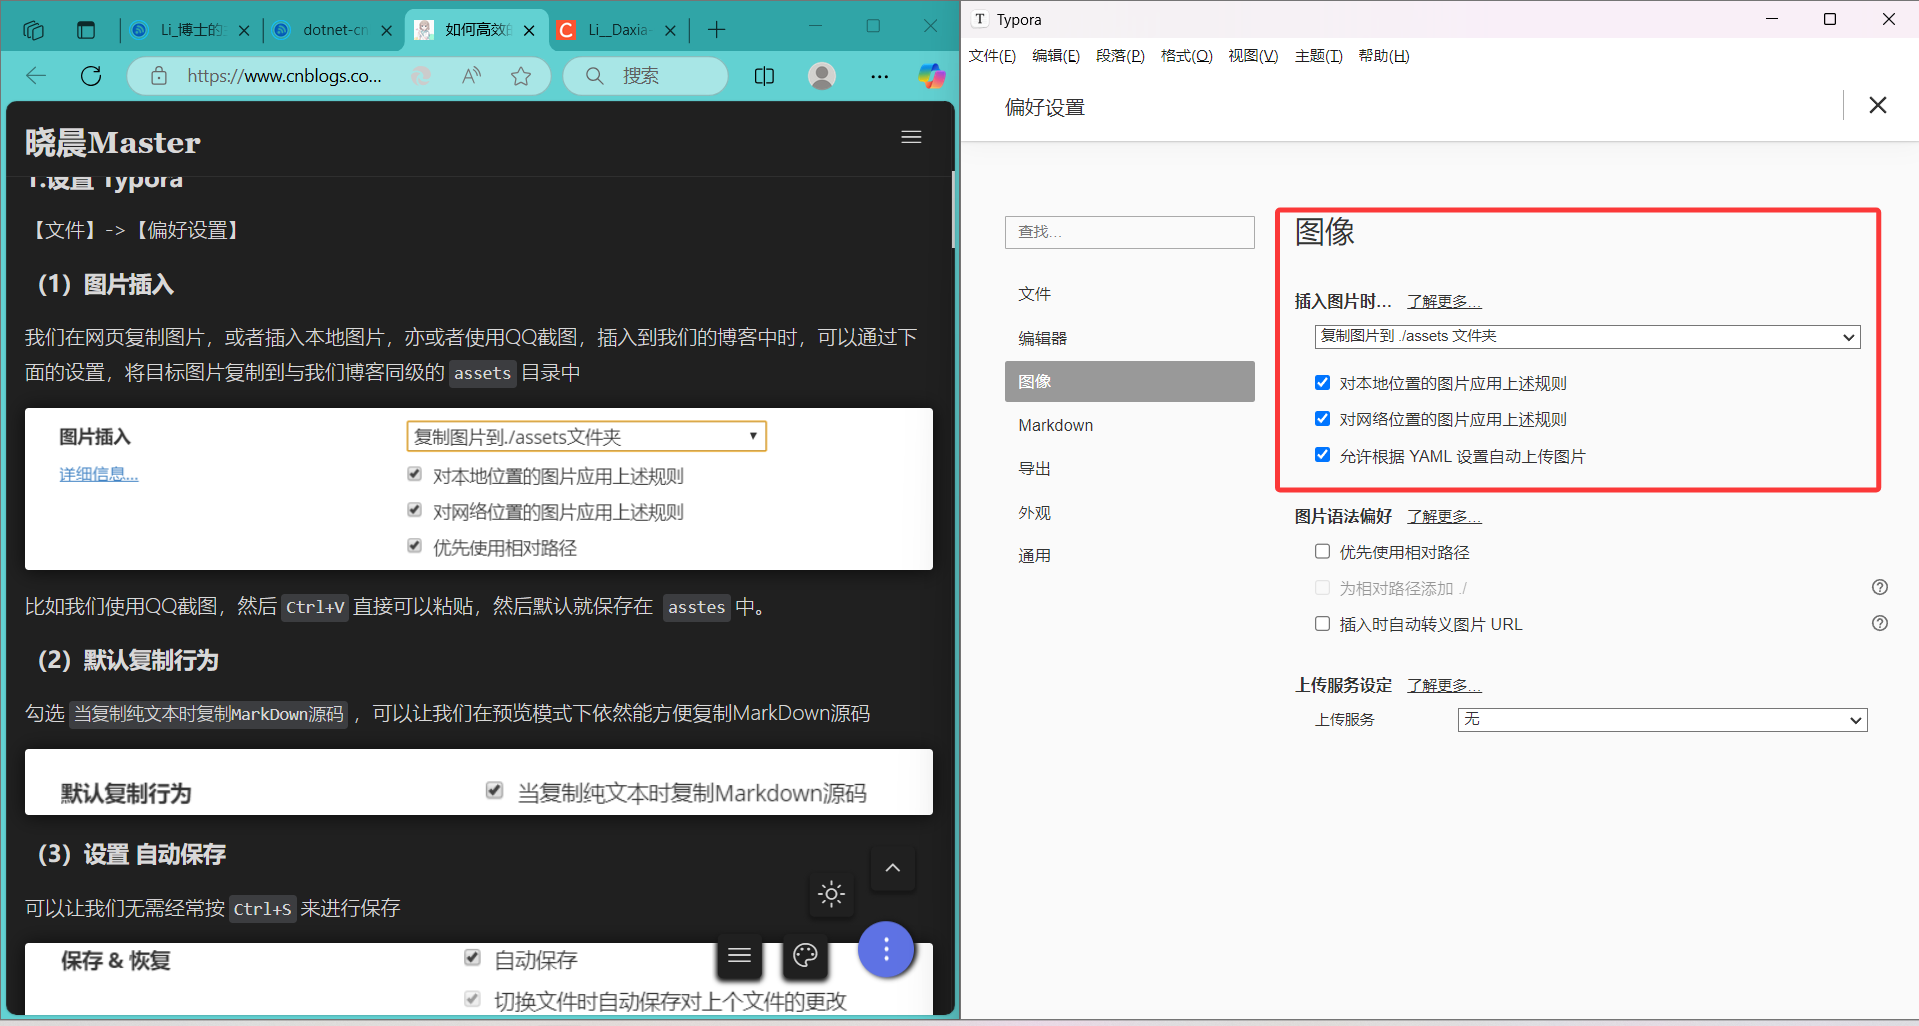 Li_博士的
dotnet-cn
如何高效的
Li__Daxia-
https://www.cnblogs.co...
搜索
晓晨Master
1.设置 Typora
【文件】->【偏好设置】
（1）图片插入
我们在网页复制图片，或者插入本地图片，亦或者使用QQ截图，插入到我们的博客中时，可以通过下
面的设置，将目标图片复制到与我们博客同级的 assets 目录中
图片插入
复制图片到./assets文件夹
详细信息...
对本地位置的图片应用上述规则
对网络位置的图片应用上述规则
优先使用相对路径
比如我们使用QQ截图，然后 Ctrl+V 直接可以粘贴，然后默认就保存在 asstes 中。
（2）默认复制行为
勾选 当复制纯文本时复制MarkDown源码 ，可以让我们在预览模式下依然能方便复制MarkDown源码
默认复制行为
当复制纯文本时复制Markdown源码
（3）设置 自动保存
可以让我们无需经常按 Ctrl+S 来进行保存
保存 & 恢复
自动保存
切换文件时自动保存对上个文件的更改
T Typora
文件(F) 编辑(E) 段落(P) 格式(O) 视图(V) 主题(T) 帮助(H)
偏好设置
查找...
文件
编辑器
图像
Markdown
导出
外观
通用
图像
插入图片时... 了解更多...
复制图片到 ./assets 文件夹
对本地位置的图片应用上述规则
对网络位置的图片应用上述规则
允许根据 YAML 设置自动上传图片
图片语法偏好 了解更多...
优先使用相对路径
为相对路径添加 ./
插入时自动转义图片 URL
上传服务设定 了解更多...
上传服务
无